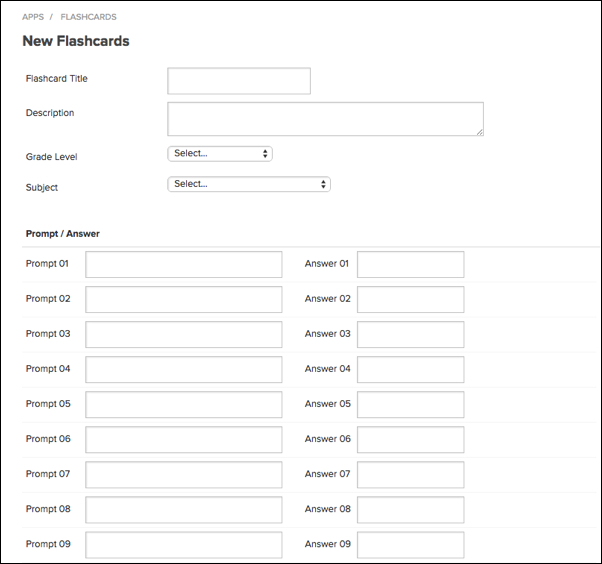 APPS / FLASHCARDS
New Flashcards
Flashcard Title
Description
Grade Level Select...
Subject Select...
Prompt / Answer
Prompt 01 Answer 01
Prompt 02 Answer 02
Prompt 03 Answer 03
Prompt 04 Answer 04
Prompt 05 Answer 05
Prompt 06 Answer 06
Prompt 07 Answer 07
Prompt 08 Answer 08
Prompt 09 Answer 09